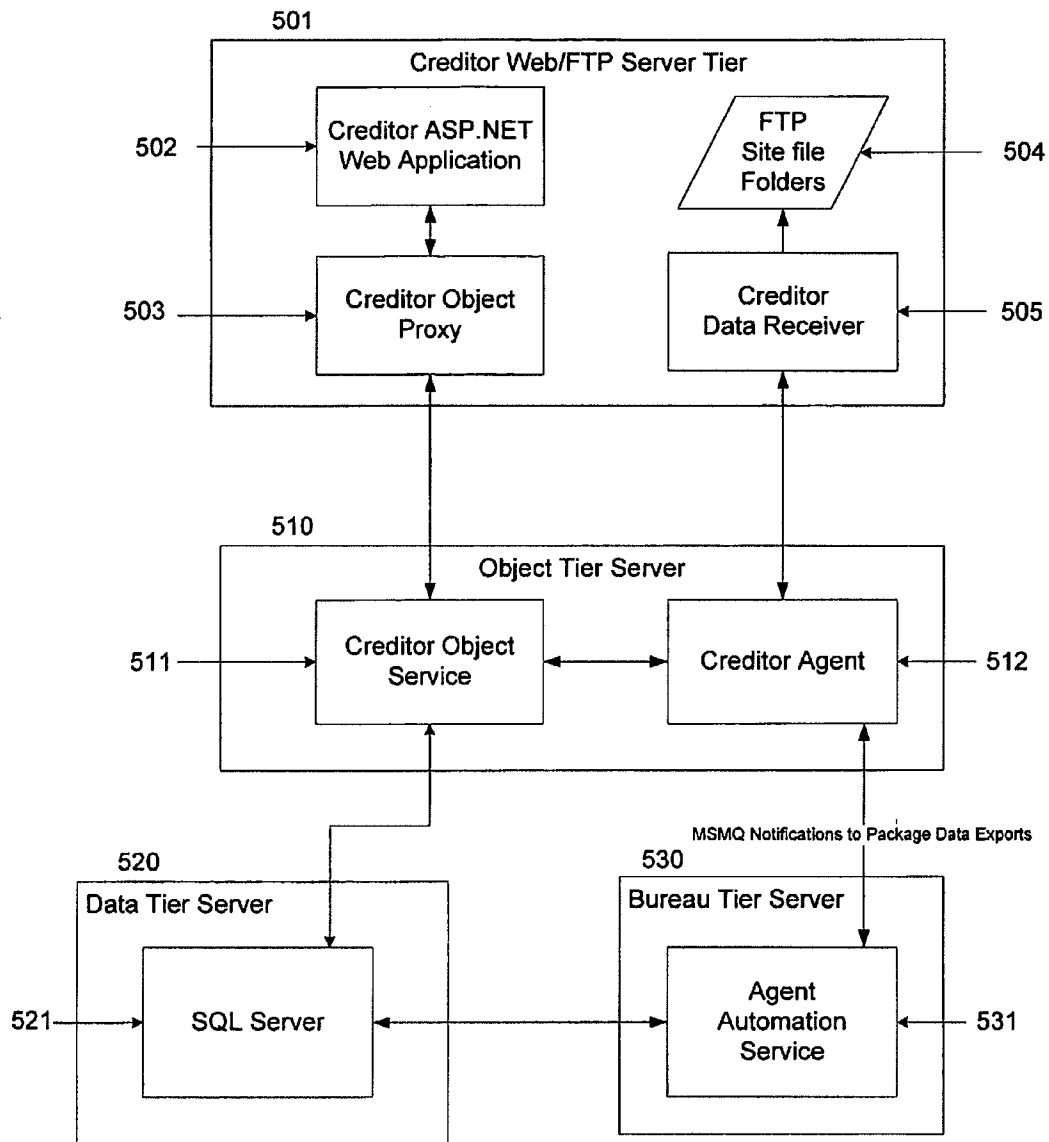 501
Creditor Web/FTP Server Tier
Creditor ASP.NET
Web Application
502
FTP
Site file
Folders
504
Creditor Object
Proxy
503
Creditor
Data Receiver
505
510
Object Tier Server
Creditor Object
Service
511
Creditor Agent
512
MSMQ Notifications to Package Data Exports
520
Data Tier Server
530
Bureau Tier Server
521
SQL Server
Agent
Automation
Service
531